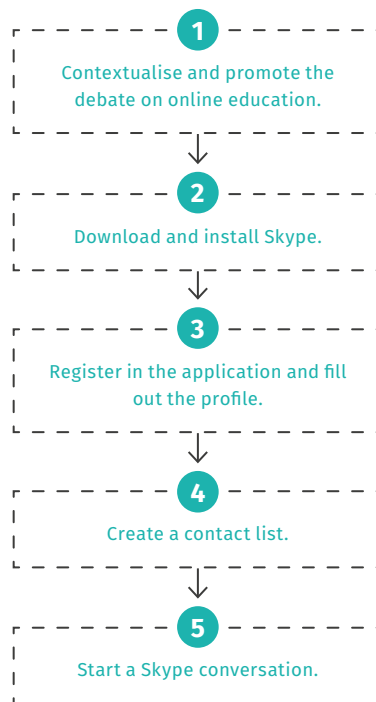 1
Contextualise and promote the
debate on online education.
2
Download and install Skype.
3
Register in the application and fill
out the profile.
4
Create a contact list.
5
Start a Skype conversation.